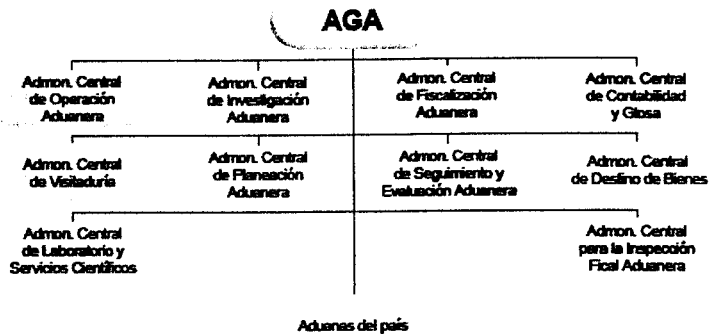 AGA
Admon. Central
de Operación
Aduanera
Admon. Central
de Investigación
Aduanera
Admon. Central
de Fiscalización
Aduanera
Admon. Central
de Contabilidad
y Glosa
Admon. Central
de Visitaduría
Admon. Central
de Planeación
Aduanera
Admon. Central
de Seguimiento y
Evaluación Aduanera
Admon. Central
de Destino de Bienes
Admon. Central
de Laboratorio y
Servicios Científicos
Admon. Central
para la Inspección
Fical Aduanera
Aduanas del país